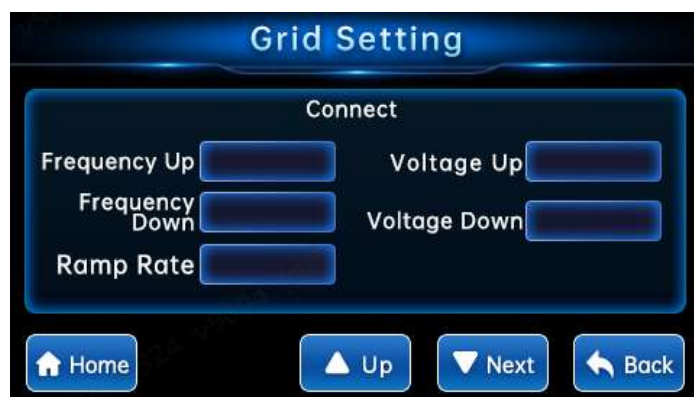 Grid Setting
Connect
Frequency Up
Voltage Up
Frequency
Down
Voltage Down
Ramp Rate
Home
Up
Next
Back